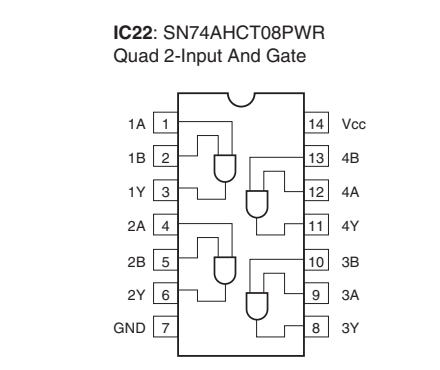 IC22: SN74AHCT08PWR
Quad 2-Input And Gate
1A 1 14 Vcc
1B 2 13 4B
1Y 3 12 4A
2A 4 11 4Y
2B 5 10 3B
2Y 6 9 3A
GND 7 8 3Y